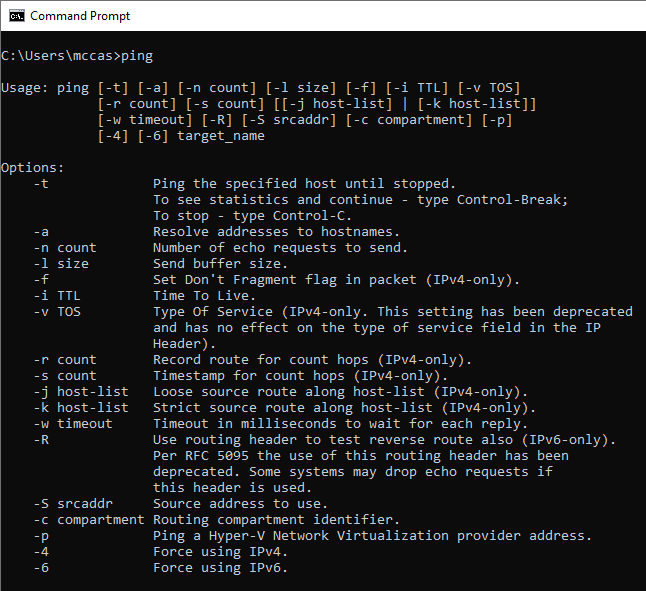 Command Prompt
C:\Users\mccas>ping
Usage: ping [-t] [-a] [-n count] [-l size] [-f] [-i TTL] [-v TOS]
            [-r count] [-s count] [[-j host-list] | [-k host-list]]
            [-w timeout] [-R] [-S srcaddr] [-c compartment] [-p]
            [-4] [-6] target_name
Options:
    -t             Ping the specified host until stopped.
                   To see statistics and continue - type Control-Break;
                   To stop - type Control-C.
    -a             Resolve addresses to hostnames.
    -n count       Number of echo requests to send.
    -l size        Send buffer size.
    -f             Set Don't Fragment flag in packet (IPv4-only).
    -i TTL         Time To Live.
    -v TOS         Type Of Service (IPv4-only. This setting has been deprecated
                   and has no effect on the type of service field in the IP
                   Header).
    -r count       Record route for count hops (IPv4-only).
    -s count       Timestamp for count hops (IPv4-only).
    -j host-list   Loose source route along host-list (IPv4-only).
    -k host-list   Strict source route along host-list (IPv4-only).
    -w timeout     Timeout in milliseconds to wait for each reply.
    -R             Use routing header to test reverse route also (IPv6-only).
                   Per RFC 5095 the use of this routing header has been
                   deprecated. Some systems may drop echo requests if
                   this header is used.
    -S srcaddr     Source address to use.
    -c compartment Routing compartment identifier.
    -p             Ping a Hyper-V Network Virtualization provider address.
    -4             Force using IPv4.
    -6             Force using IPv6.